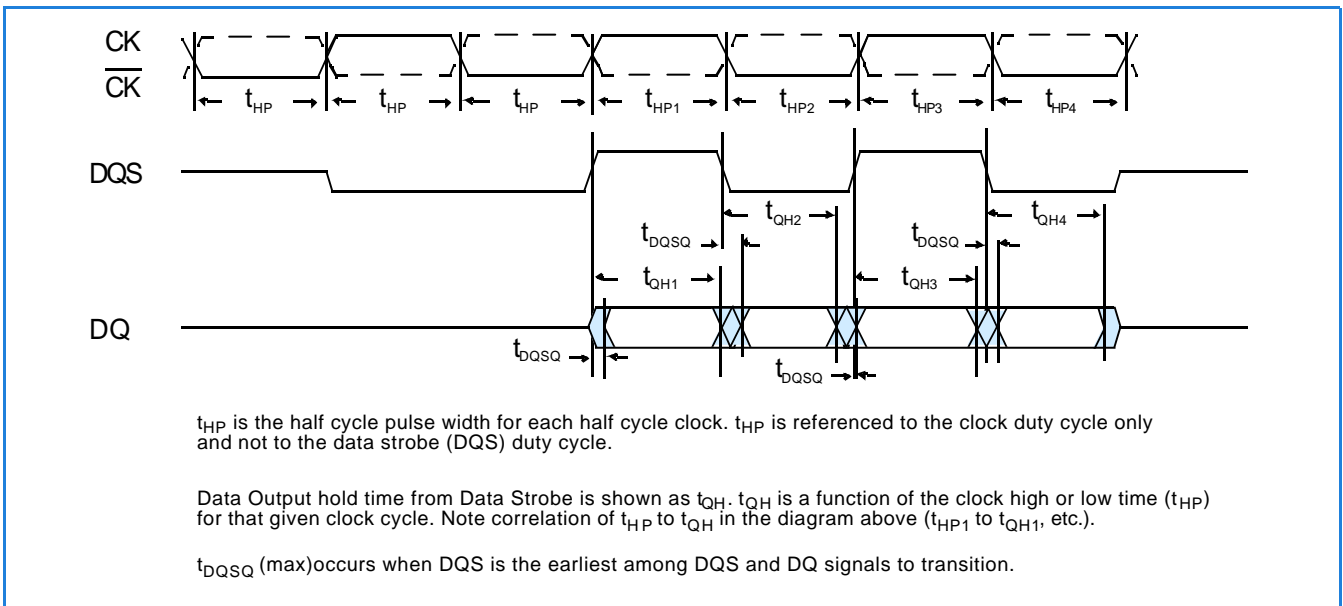 CK
CK
tHP tHP tHP tHP1 tHP2 tHP3 tHP4
DQS
tQH2 tQH4
tDQSQ tDQSQ
tQH1 tQH3
DQ
tDQSQ tDQSQ
tHP is the half cycle pulse width for each half cycle clock. tHP is referenced to the clock duty cycle only
and not to the data strobe (DQS) duty cycle.
Data Output hold time from Data Strobe is shown as tQH. tQH is a function of the clock high or low time (tHP)
for that given clock cycle. Note correlation of tHP to tQH in the diagram above (tHP1 to tQH1, etc.).
tDQSQ (max)occurs when DQS is the earliest among DQS and DQ signals to transition.